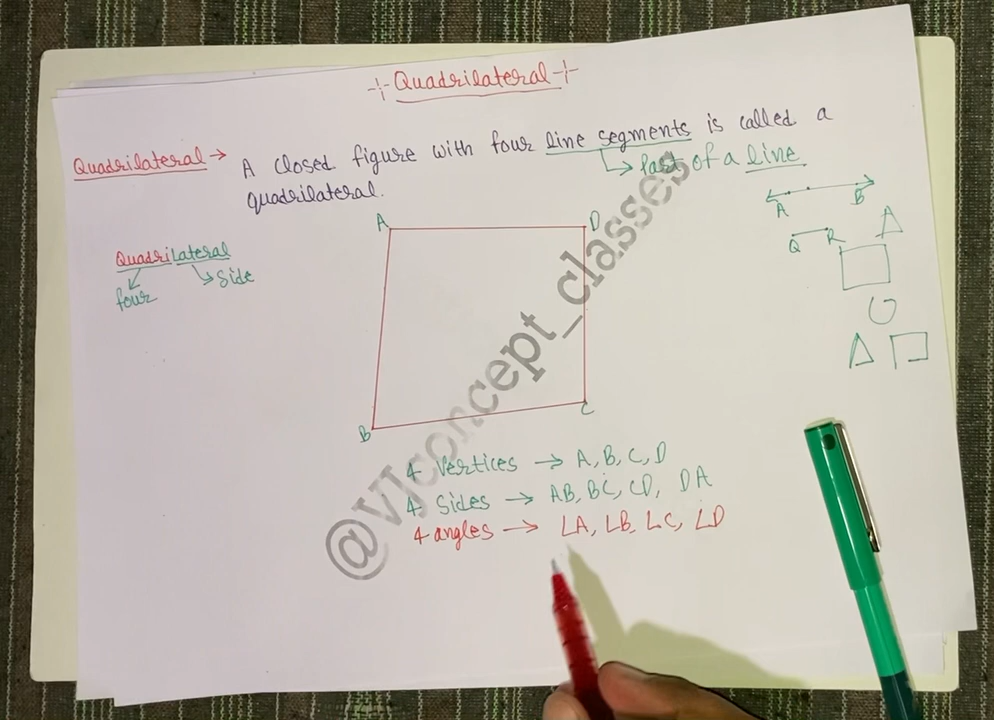 Quadrilateral
Quadrilateral → A closed figure with four line segments is called a
quadrilateral.
Part of a line
A B
Q R
Quadrilateral
four
Side
A D
B C
4 Vertices → A, B, C, D
4 Sides → AB, BC, CD, DA
4 angles → ∠A, ∠B, ∠C, ∠D
@VJconcept_classes